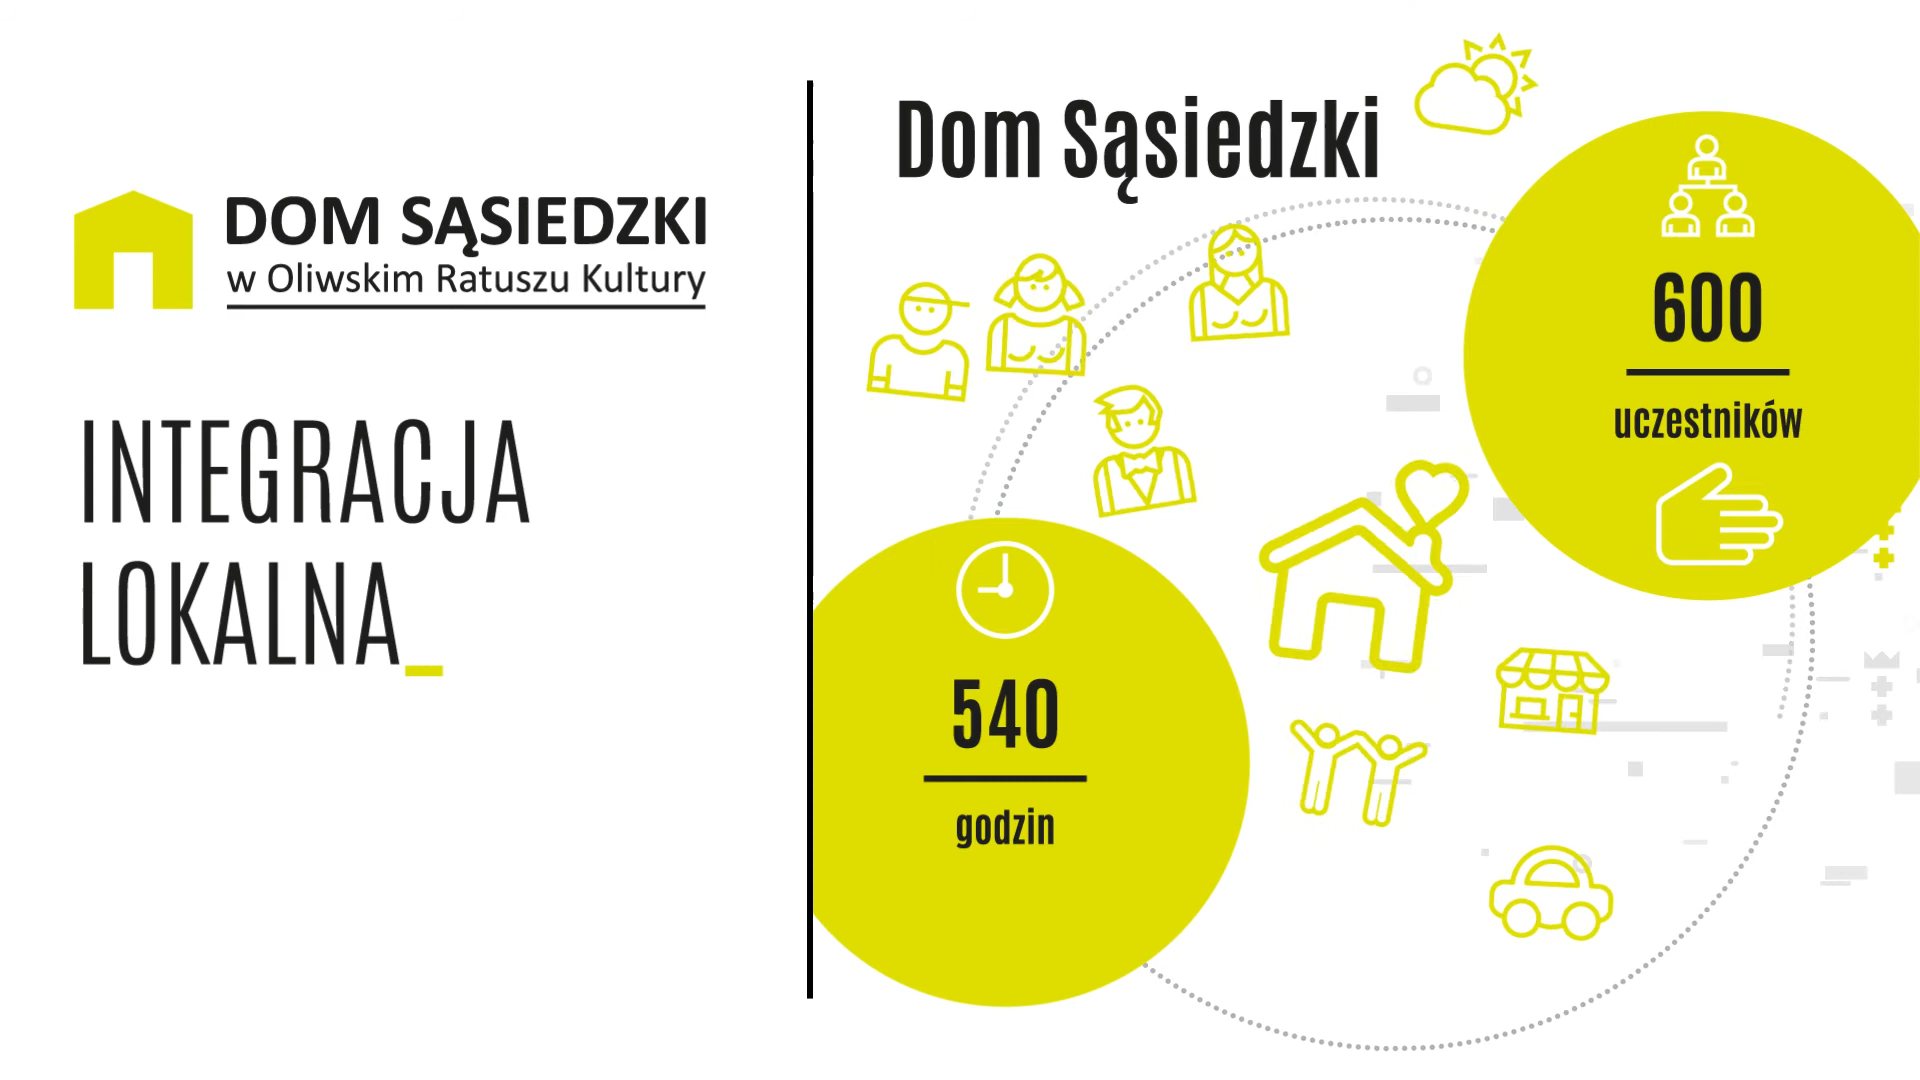 DOM SĄSIEDZKI
w Oliwskim Ratuszu Kultury
INTEGRACJA
LOKALNA_
Dom Sąsiedzki
600
uczestników
540
godzin